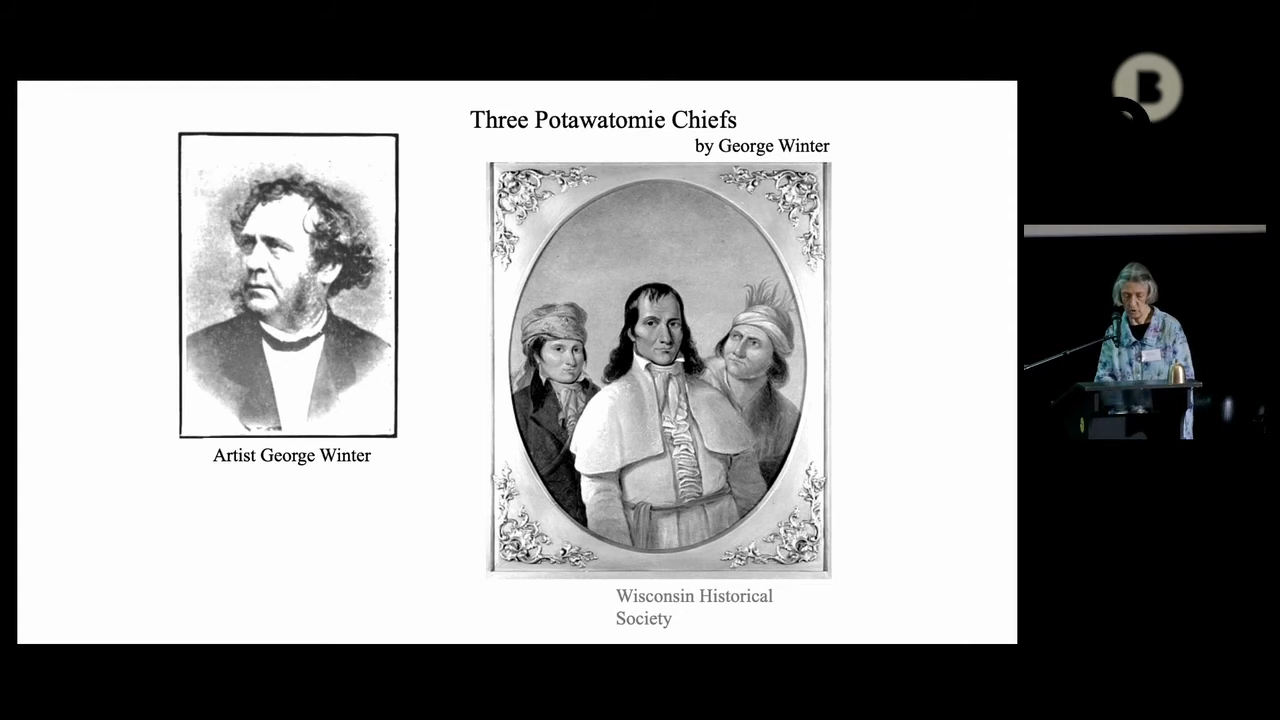 Three Potawatomie Chiefs
by George Winter
Artist George Winter
Wisconsin Historical
Society
B